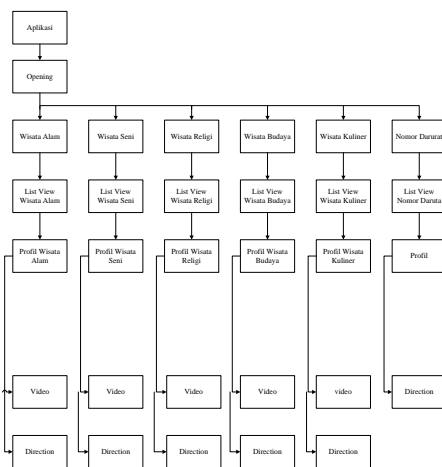 Aplikasi
Opening
Wisata Alam
Wisata Seni
Wisata Religi
Wisata Budaya
Wisata Kuliner
Nomor Darurat
List View
Wisata Alam
List View
Wisata Seni
List View
Wisata Religi
List View
Wisata Budaya
List View
Wisata Kuliner
List View
Nomor Daruta
Profil Wisata
Alam
Profil Wisata
Seni
Profil Wisata
Religi
Profil Wisata
Budaya
Profil Wisata
Kuliner
Profil
Video
Video
Video
Video
video
Direction
Direction
Direction
Direction
Direction
Direction